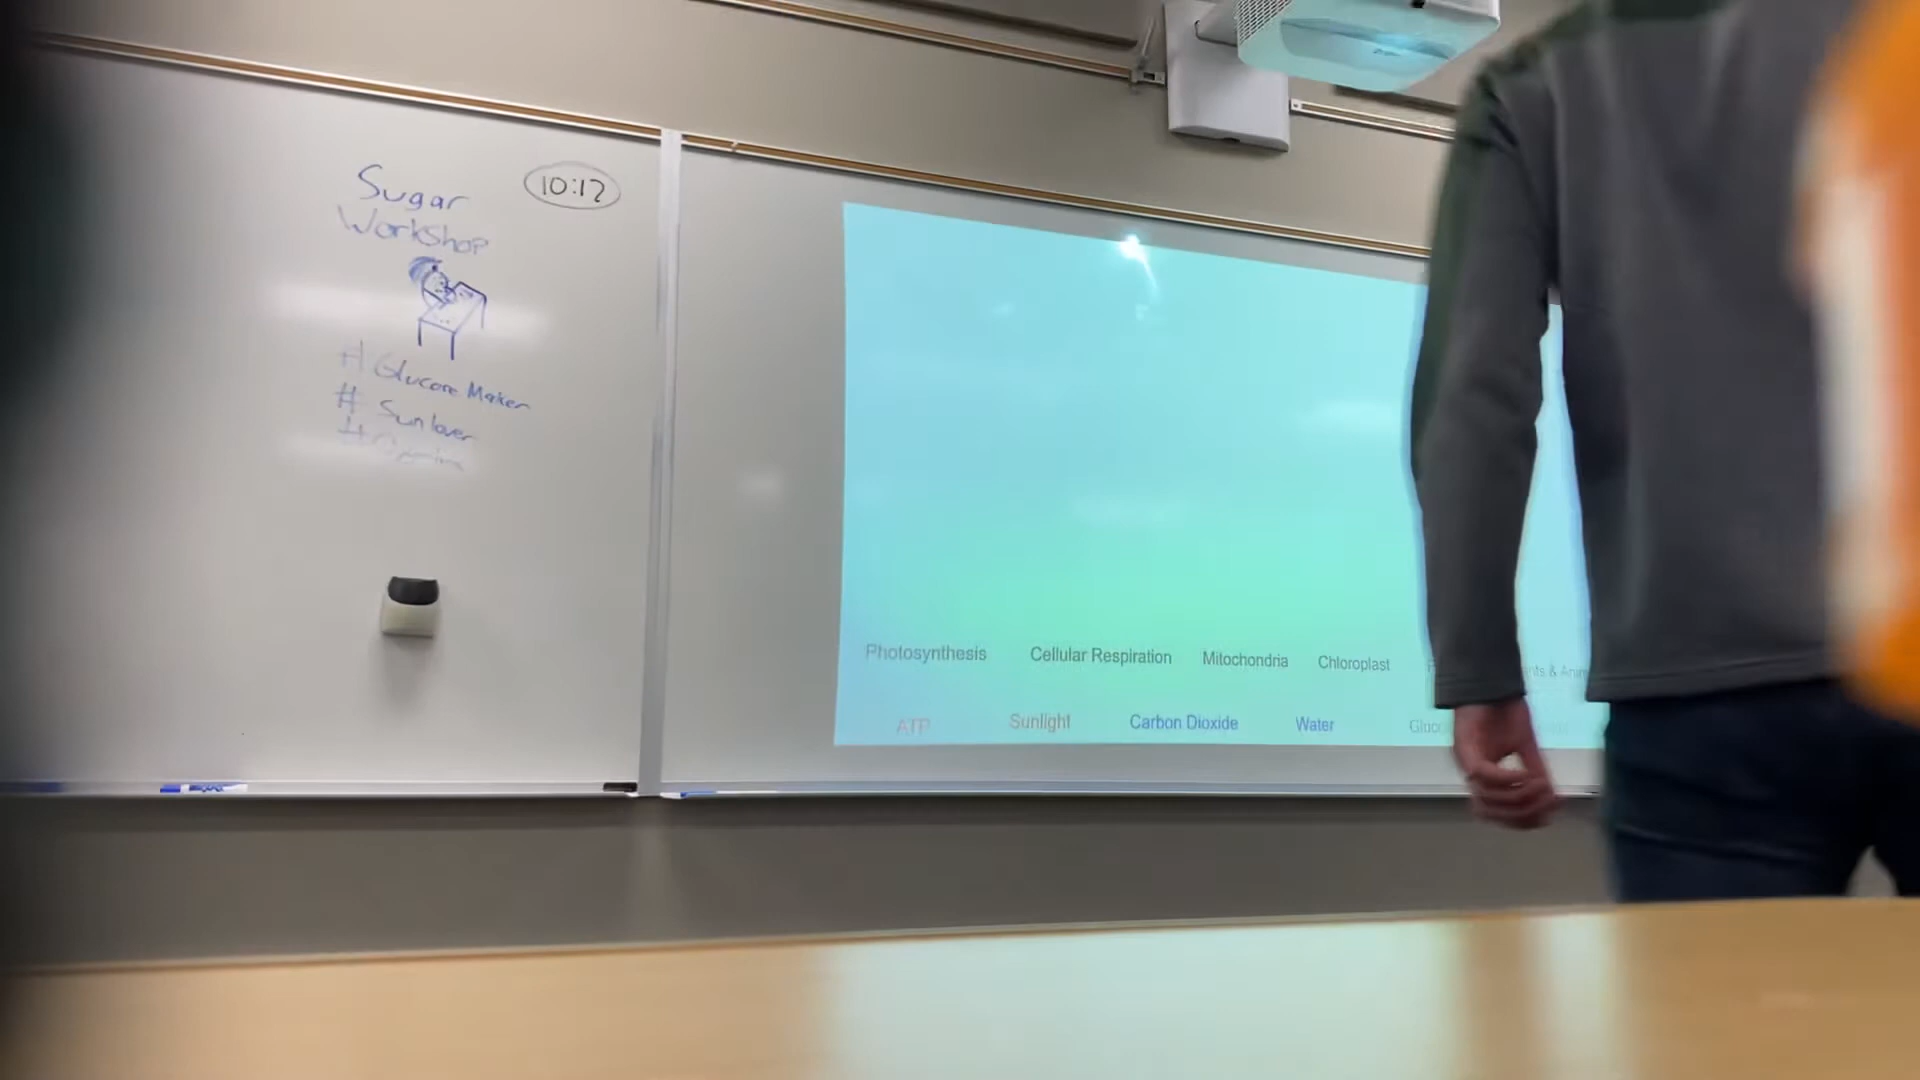 Sugar
Workshop
10:17
# Glucose Maker
# Sun lover
Photosynthesis Cellular Respiration Mitochondria Chloroplast
ATP Sunlight Carbon Dioxide Water